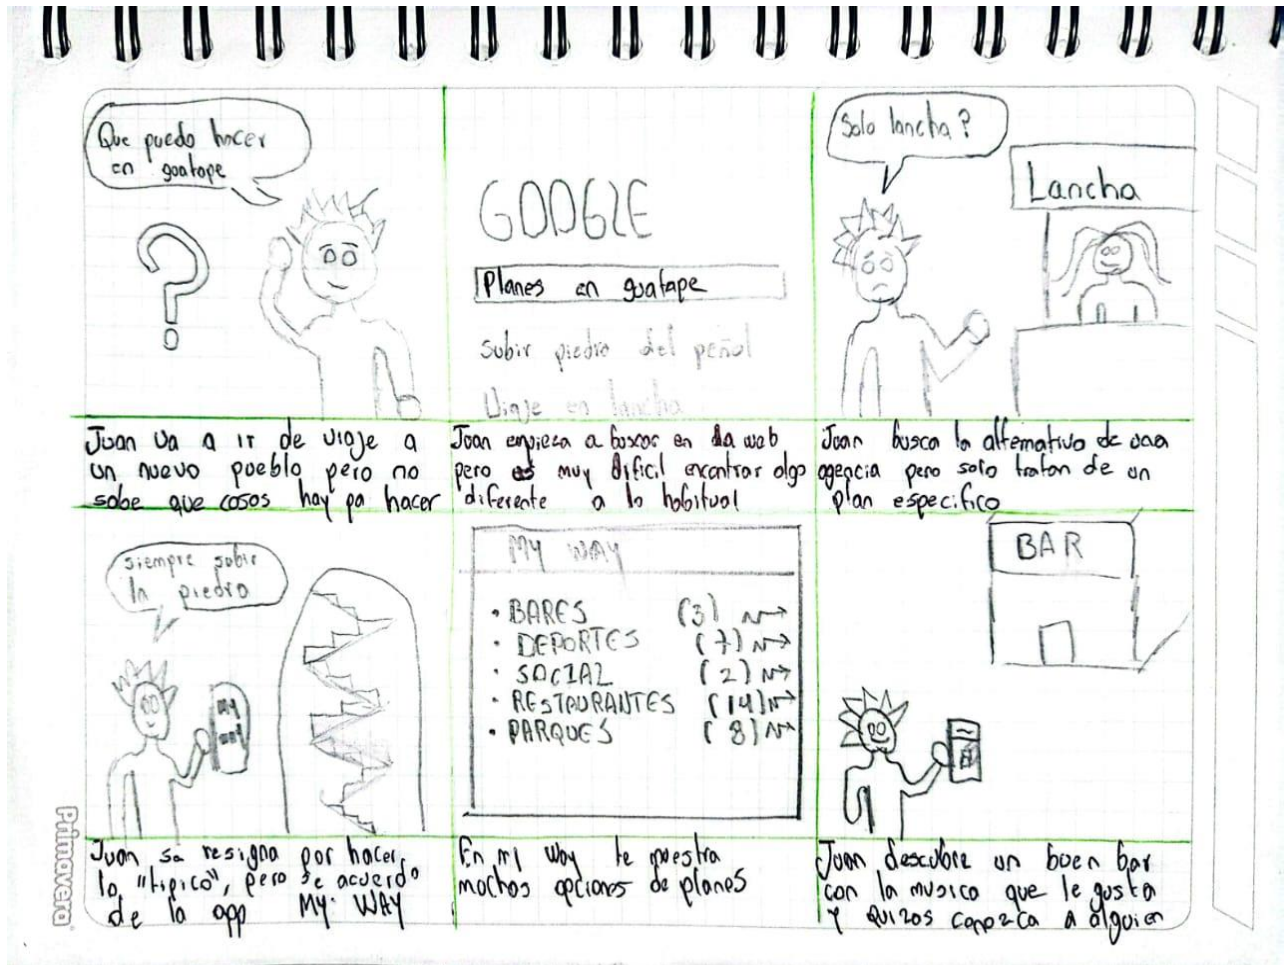 Que puedo hacer
en guatape
Juan va a ir de viaje a
un nuevo pueblo pero no
sabe que cosas hay pa hacer
GOOGLE
Planes en guatape
subir piedra del peñol
Viaje en lancha
Juan empieza a buscar en la web
pero es muy dificil encontrar algo
diferente a lo habitual
Solo lancha?
Lancha
Juan busca la alternativa de una
agencia pero solo tratan de un
plan especifico
siempre subir
la piedra
MY
WAY
Juan se resigna por hacer
lo "tipico", pero se acuerda
de la app MY WAY
MY WAY
• BARES (3)
• DEPORTES (7)
• SOCIAL (2)
• RESTAURANTES (14)
• PARQUES (8)
En mi way te muestra
muchas opciones de planes
BAR
Juan descubre un buen bar
con la musica que le gusta
y quizas conozca a alguien
Primavera